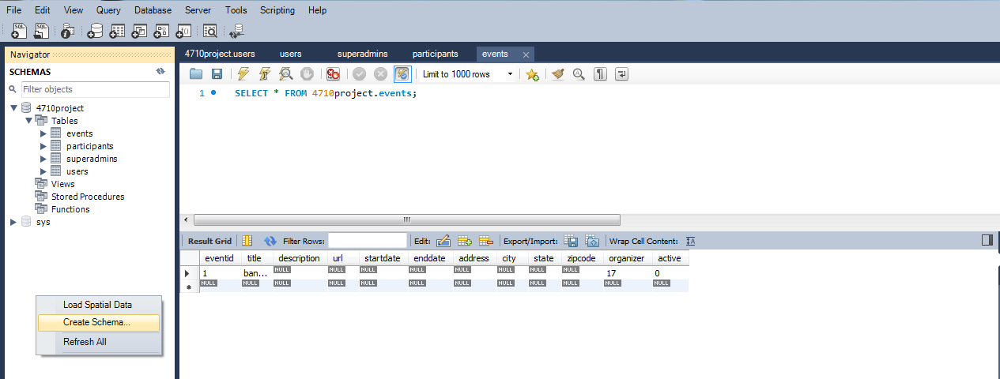 File Edit View Query Database Server Tools Scripting Help
SQL SQL
Navigator
SCHEMAS
Filter objects
4710project
Tables
events
participants
superadmins
users
Views
Stored Procedures
Functions
sys
Load Spatial Data
Create Schema...
Refresh All
4710project.users users superadmins participants events
Limit to 1000 rows
1 SELECT * FROM 4710project.events;
Result Grid Filter Rows: Edit: Export/Import: Wrap Cell Content: IA
eventid title description url startdate enddate address city state zipcode organizer active
1 ban... NULL NULL NULL NULL NULL NULL NULL NULL 17 0
NULL NULL NULL NULL NULL NULL NULL NULL NULL NULL NULL NULL